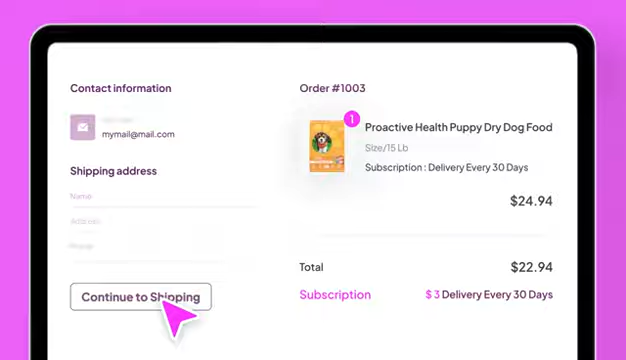 Contact information
mymail@mail.com
Shipping address
Name
Address
Continue to Shipping
Order #1003
1
Proactive Health Puppy Dry Dog Food
Size/15 Lb
Subscription : Delivery Every 30 Days
$24.94
Total
$22.94
Subscription
$ 3 Delivery Every 30 Days